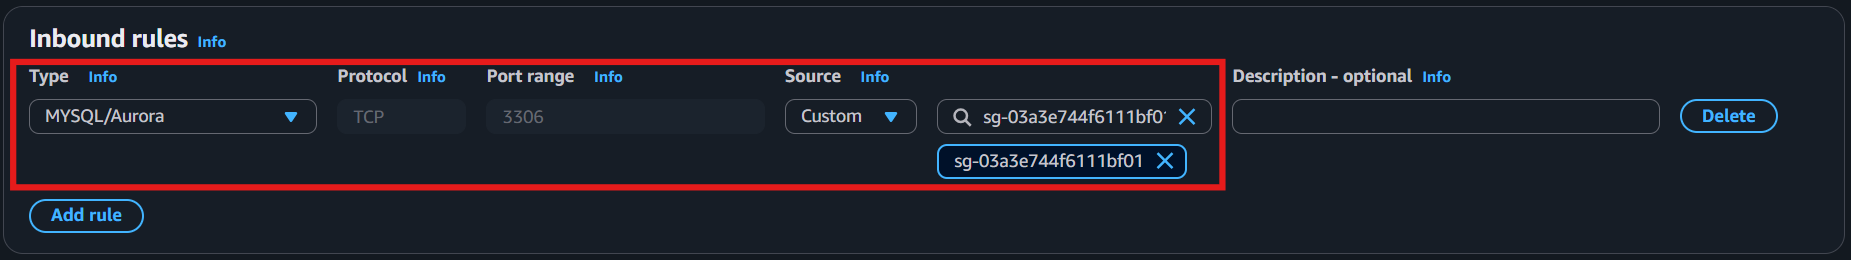 Inbound rules Info
Type Info Protocol Info Port range Info Source Info Description - optional Info
MYSQL/Aurora TCP 3306 Custom sg-03a3e744f6111bf01 Delete
sg-03a3e744f6111bf01
Add rule